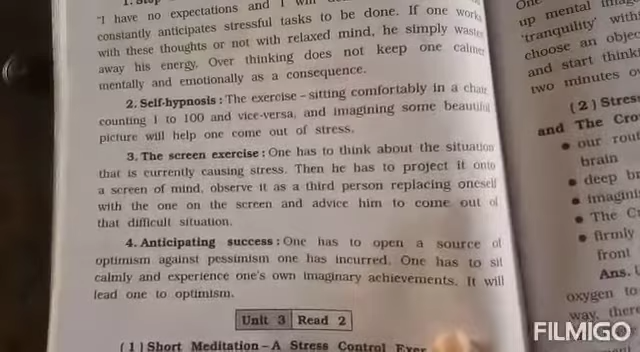 "I have no expectations and I will
constantly anticipates stressful tasks to be done. If one works
with these thoughts or not with relaxed mind, he simply wastes
away his energy. Over thinking does not keep one calmer
mentally and emotionally as a consequence.
2. Self-hypnosis : The exercise – sitting comfortably in a chair
counting 1 to 100 and vice-versa, and imagining some beautiful
picture will help one come out of stress.
3. The screen exercise : One has to think about the situation
that is currently causing stress. Then he has to project it onto
a screen of mind, observe it as a third person replacing oneself
with the one on the screen and advice him to come out of
that difficult situation.
4. Anticipating success : One has to open a source of
optimism against pessimism one has incurred. One has to sit
calmly and experience one's own imaginary achievements. It will
lead one to optimism.
Unit 3 Read 2
(1) Short Meditation – A Stress Control Exer
One
up mental
'tranquility' with
choose an objec
and start think
two minutes o
(2) Stres
and The Cro
• our rout
brain
• deep br
• imagini
• The C
• firmly
front
Ans.
oxygen to
way, there
FILMIGO